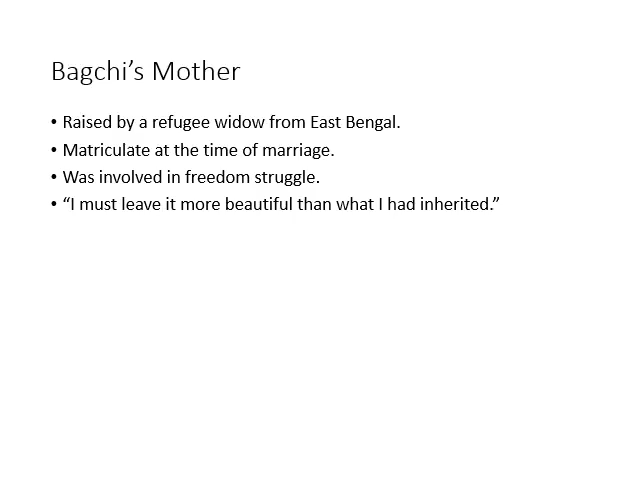 Bagchi’s Mother
• Raised by a refugee widow from East Bengal.
• Matriculate at the time of marriage.
• Was involved in freedom struggle.
• “I must leave it more beautiful than what I had inherited.”